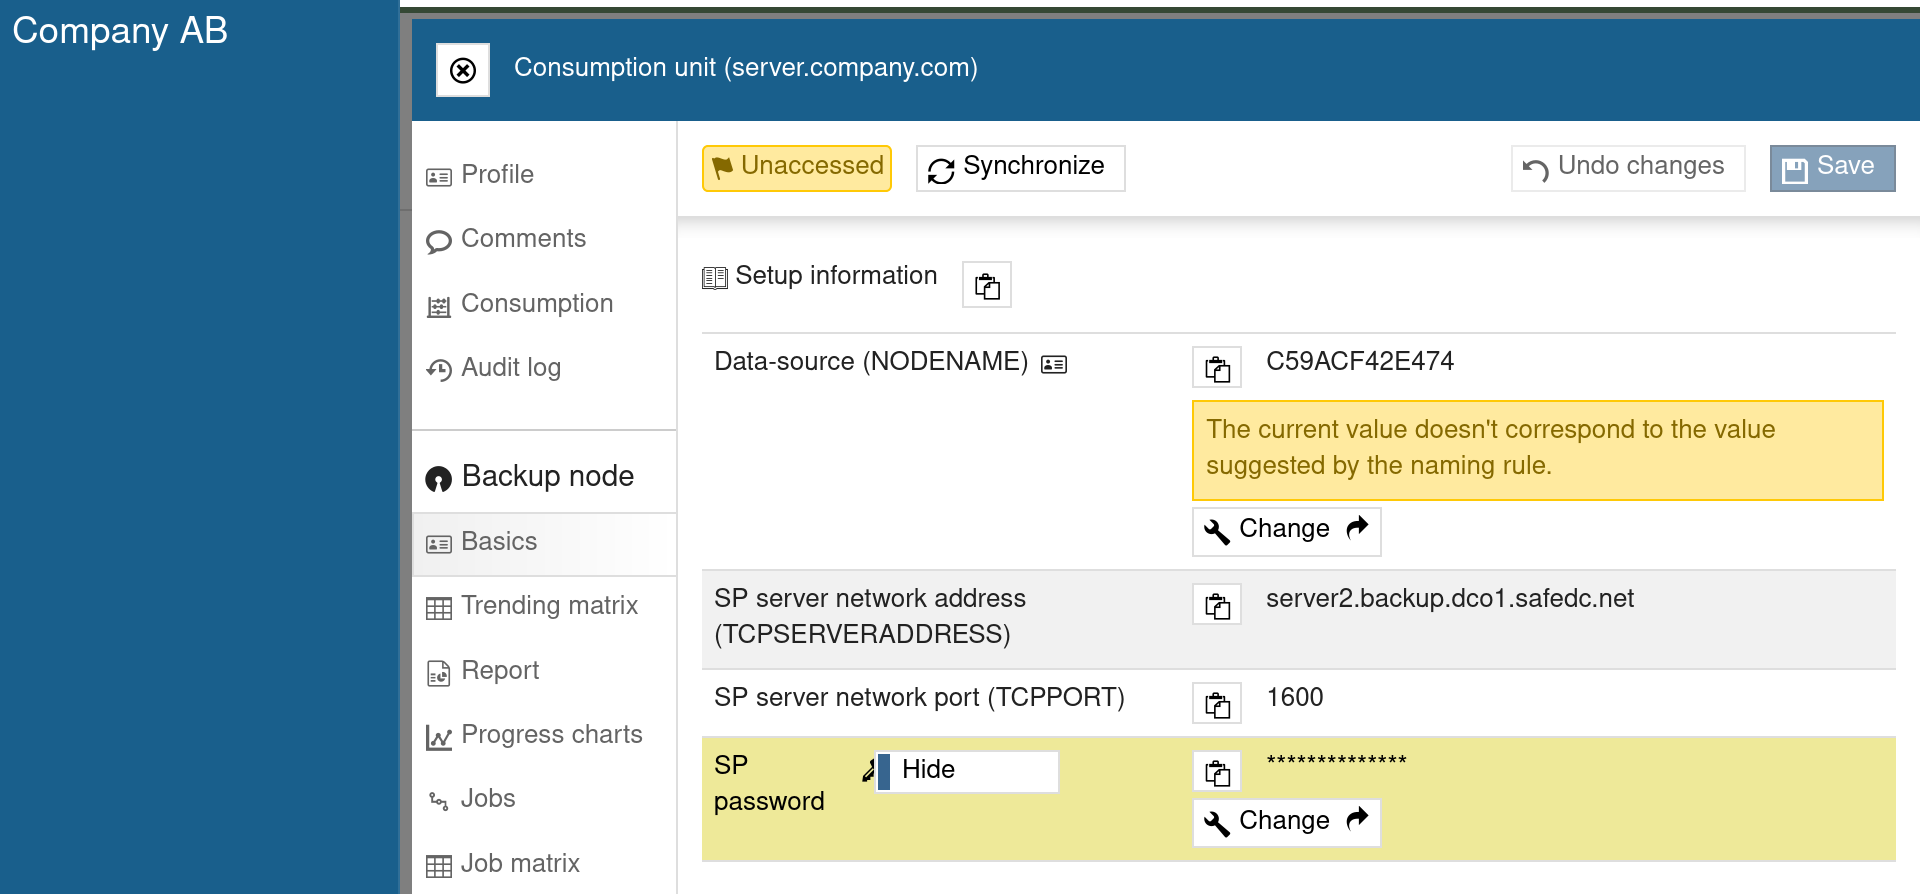 Company AB
Consumption unit (server.company.com)
Profile
Comments
Consumption
Audit log
Backup node
Basics
Trending matrix
Report
Progress charts
Jobs
Job matrix
Unaccessed
Synchronize
Undo changes
Save
Setup information
Data-source (NODENAME)
C59ACF42E474
The current value doesn't correspond to the value
suggested by the naming rule.
Change
SP server network address
(TCPSERVERADDRESS)
server2.backup.dco1.safedc.net
SP server network port (TCPPORT)
1600
SP
password
Hide
**************
Change